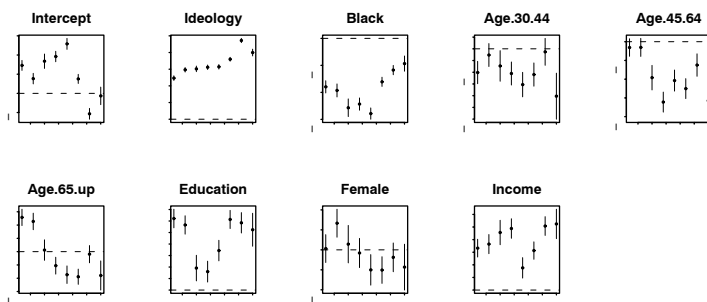 Intercept
Ideology
Black
Age.30.44
Age.45.64
Age.65.up
Education
Female
Income